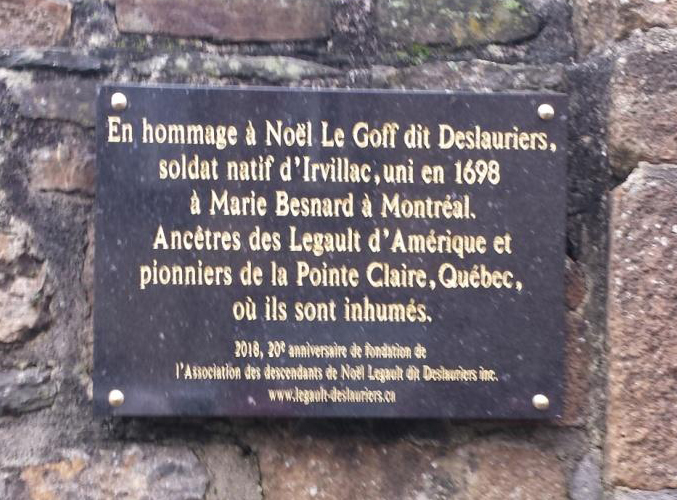 En hommage à Noël Le Goff dit Deslauriers,
soldat natif d'Irvillac, uni en 1698
à Marie Besnard à Montréal.
Ancêtres des Legault d'Amérique et
pionniers de la Pointe Claire, Québec,
où ils sont inhumés.
2018, 20e anniversaire de fondation de
l'Association des descendants de Noël Legault dit Deslauriers inc.
www.legault-deslauriers.ca